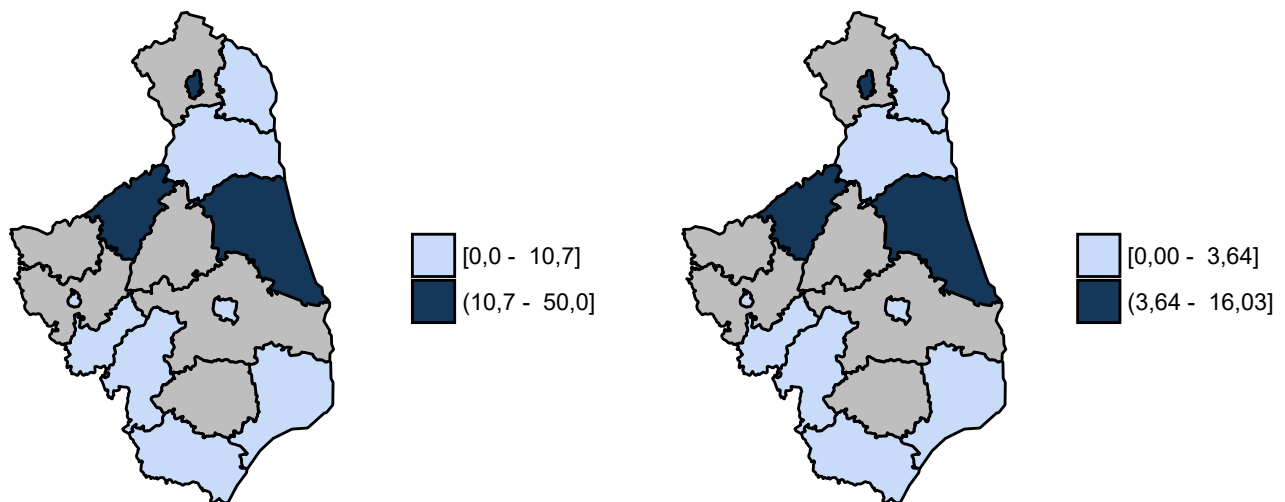 [0,0 - 10,7]
(10,7 - 50,0]
[0,00 - 3,64]
(3,64 - 16,03]